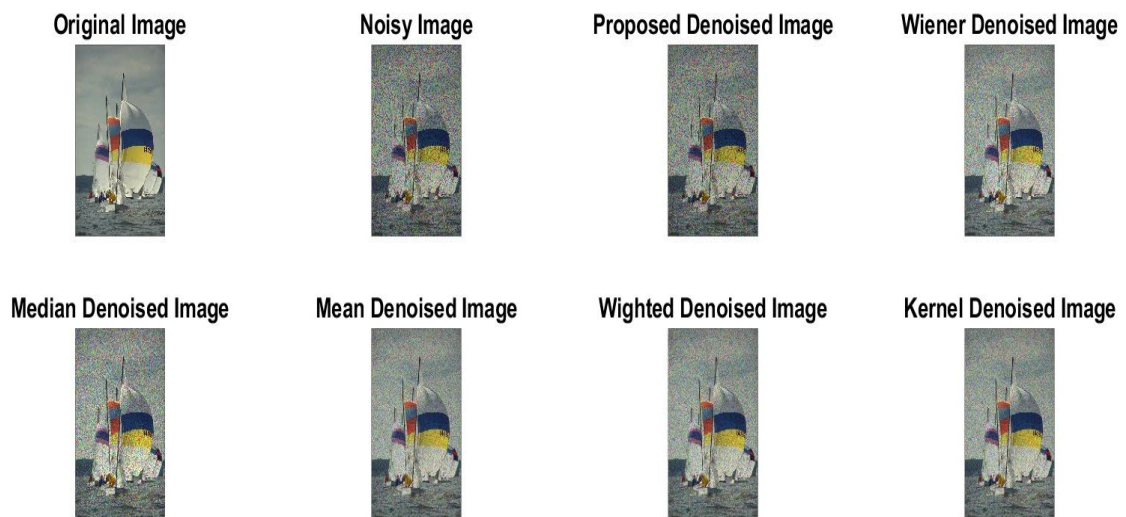 Original Image
Noisy Image
Proposed Denoised Image
Wiener Denoised Image
Median Denoised Image
Mean Denoised Image
Wighted Denoised Image
Kernel Denoised Image